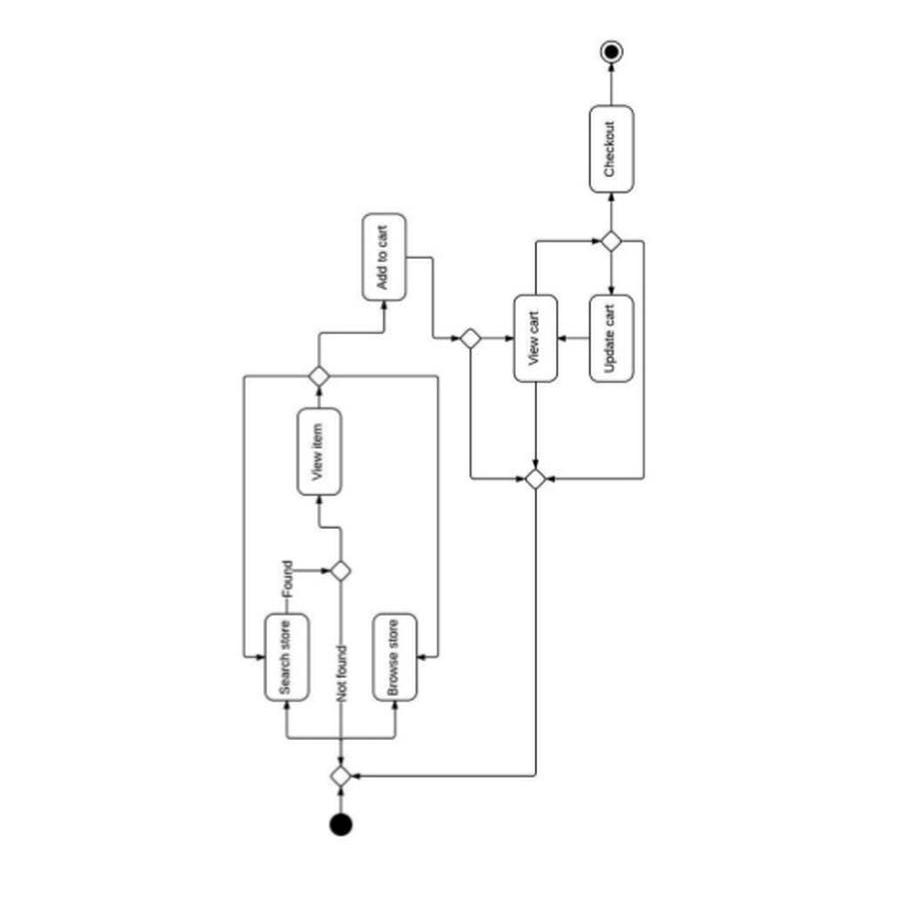 Search store
Browse store
Not found
Found
View item
Add to cart
View cart
Update cart
Checkout